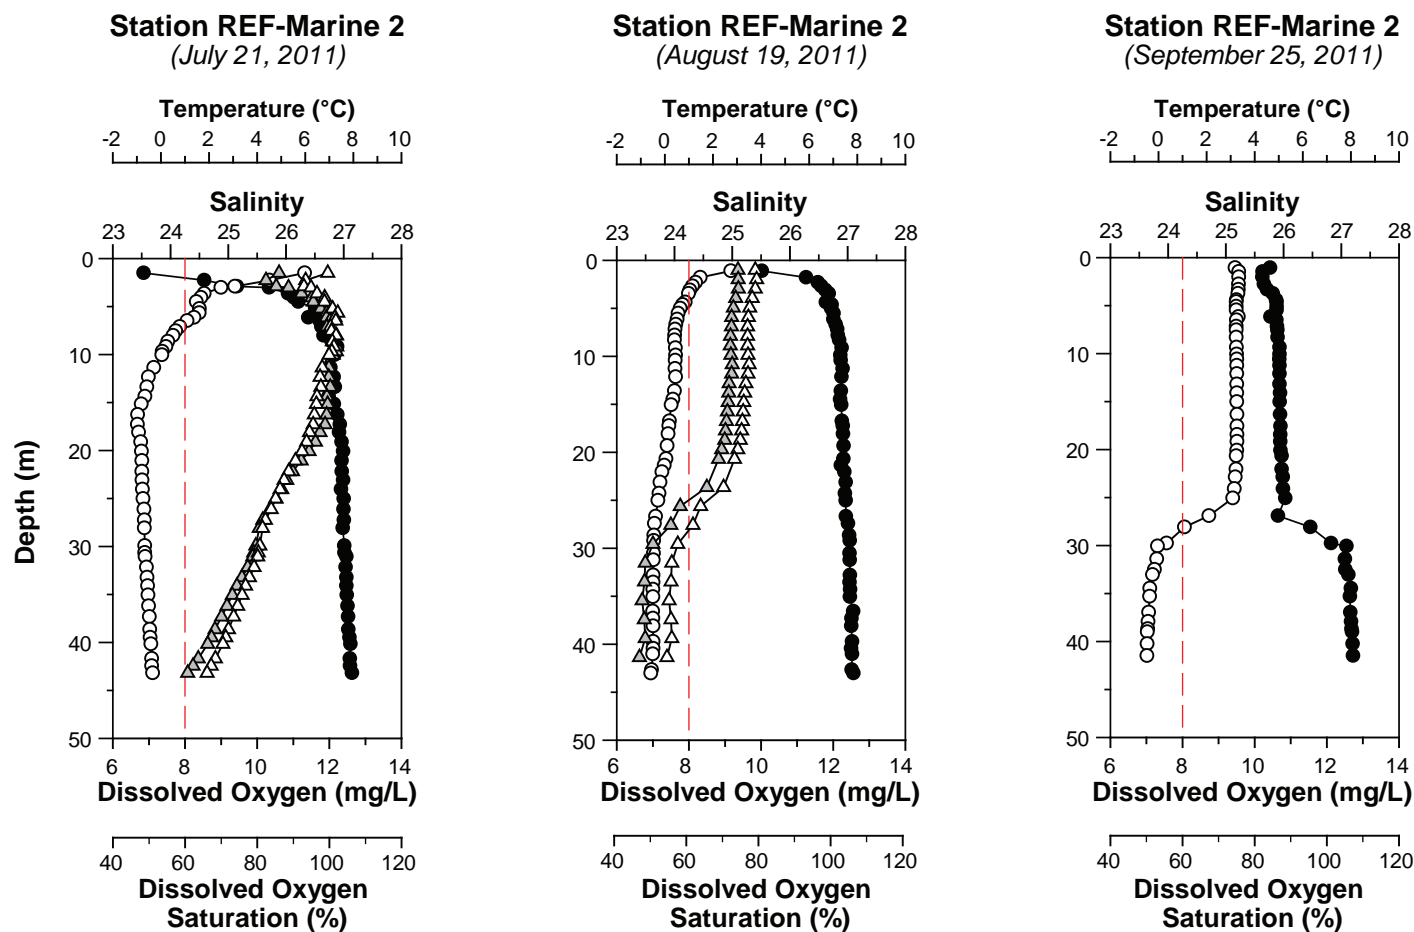 Station REF-Marine 2
(July 21, 2011)
Temperature (°C)
-2 0 2 4 6 8 10
Salinity
23 24 25 26 27 28
0
10
20
30
40
50
Depth (m)
6 8 10 12 14
Dissolved Oxygen (mg/L)
40 60 80 100 120
Dissolved Oxygen
Saturation (%)
Station REF-Marine 2
(August 19, 2011)
Temperature (°C)
-2 0 2 4 6 8 10
Salinity
23 24 25 26 27 28
0
10
20
30
40
50
6 8 10 12 14
Dissolved Oxygen (mg/L)
40 60 80 100 120
Dissolved Oxygen
Saturation (%)
Station REF-Marine 2
(September 25, 2011)
Temperature (°C)
-2 0 2 4 6 8 10
Salinity
23 24 25 26 27 28
0
10
20
30
40
50
6 8 10 12 14
Dissolved Oxygen (mg/L)
40 60 80 100 120
Dissolved Oxygen
Saturation (%)